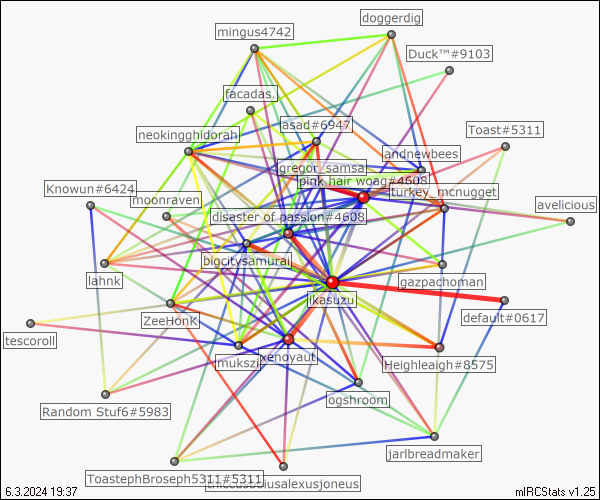 doggerdig
mingus4742
Duck™#9103
facadas.
asad#6947
Toast#5311
neokingghidorah
andnewbees
gregor_samsa
pink hair woag#4608
Knowun#6424
turkey_mcnugget
moonraven
avelicious
disaster of passion#4608
bigcitysamurai
lahnk
gazpachoman
ikasuzu
default#0617
ZeeHonK
tescoroll
mukszi
xenoyaut
Heighleigh#8575
ogshroom
Random Stuf6#5983
jarlbreadmaker
ToastephBroseph5311#5311
6.3.2024 19:37
mIRCStats v1.25